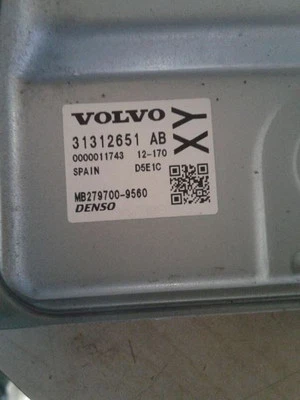 VOLVO
31312651 AB
0000011743 12-170
SPAIN D5E1C
XY
MB279700-9560
DENSO